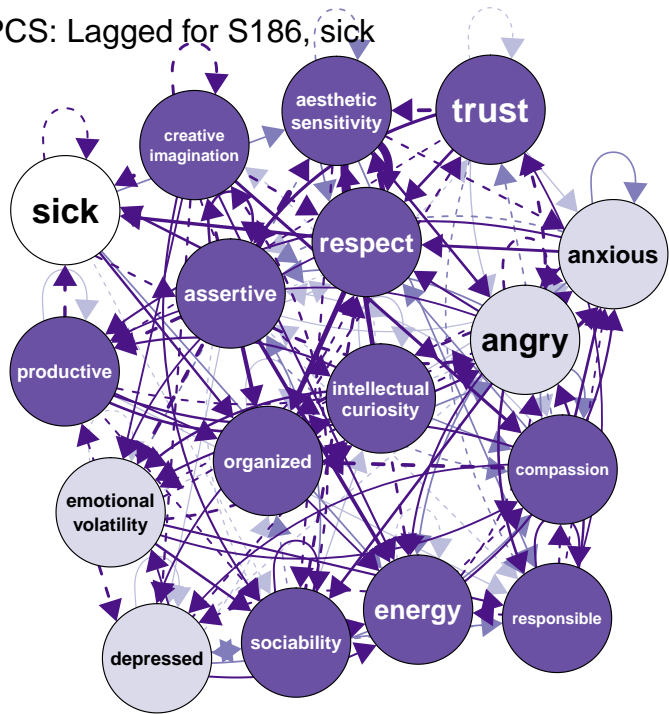 PCS: Lagged for S186, sick
aesthetic
sensitivity
trust
creative
imagination
sick
respect
anxious
assertive
angry
productive
intellectual
curiosity
organized
compassion
emotional
volatility
energy
responsible
sociability
depressed